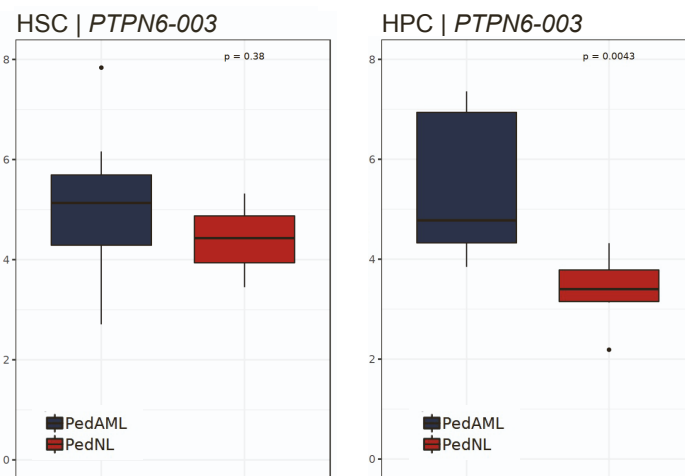 HSC | PTPN6-003
p = 0.38
8
6
4
2
0
PedAML
PedNL
HPC | PTPN6-003
p = 0.0043
8
6
4
2
0
PedAML
PedNL